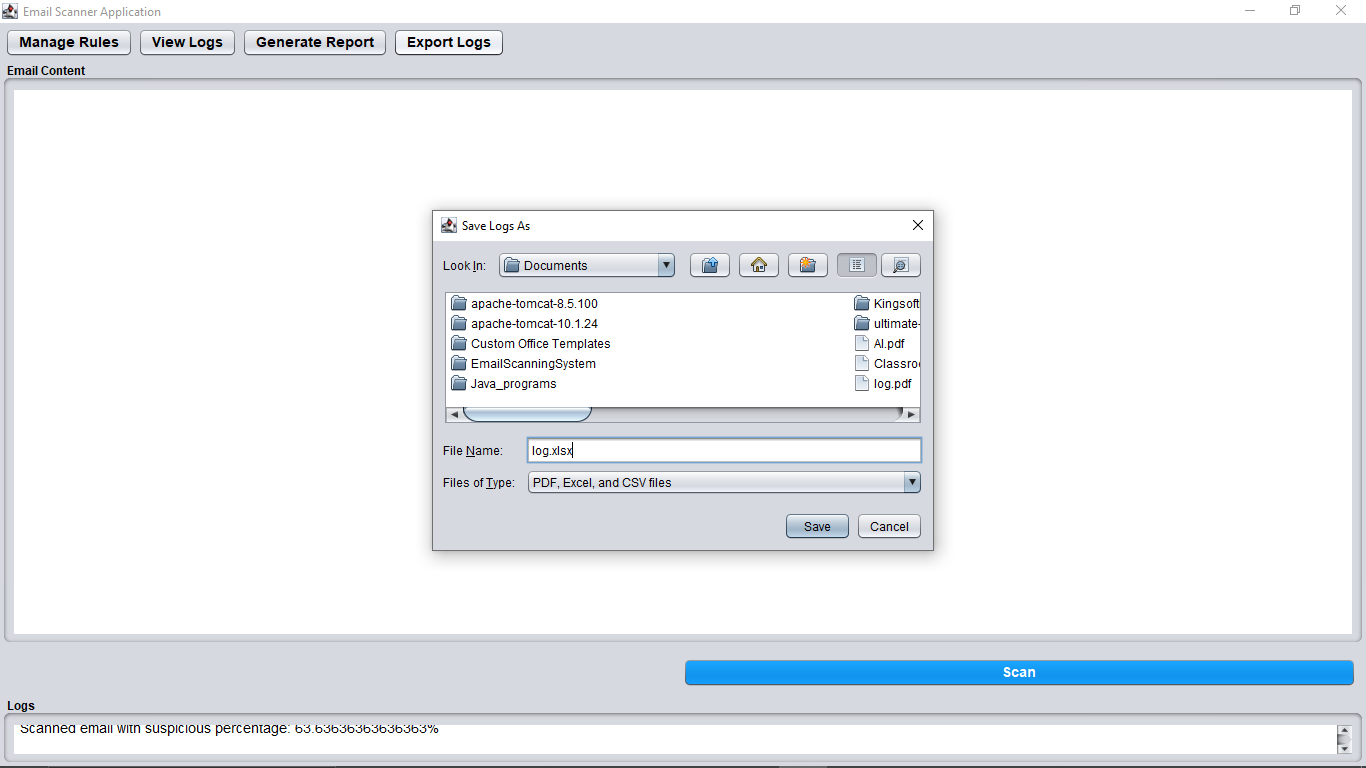 Email Scanner Application
Manage Rules View Logs Generate Report Export Logs
Email Content
Save Logs As
Look In: Documents
apache-tomcat-8.5.100
apache-tomcat-10.1.24
Custom Office Templates
EmailScanningSystem
Java_programs
Kingsoft
ultimate-
AI.pdf
Classroo
log.pdf
File Name: log.xlsx
Files of Type: PDF, Excel, and CSV files
Save Cancel
Scan
Logs
Scanned email with suspicious percentage: 63.63636363636363%